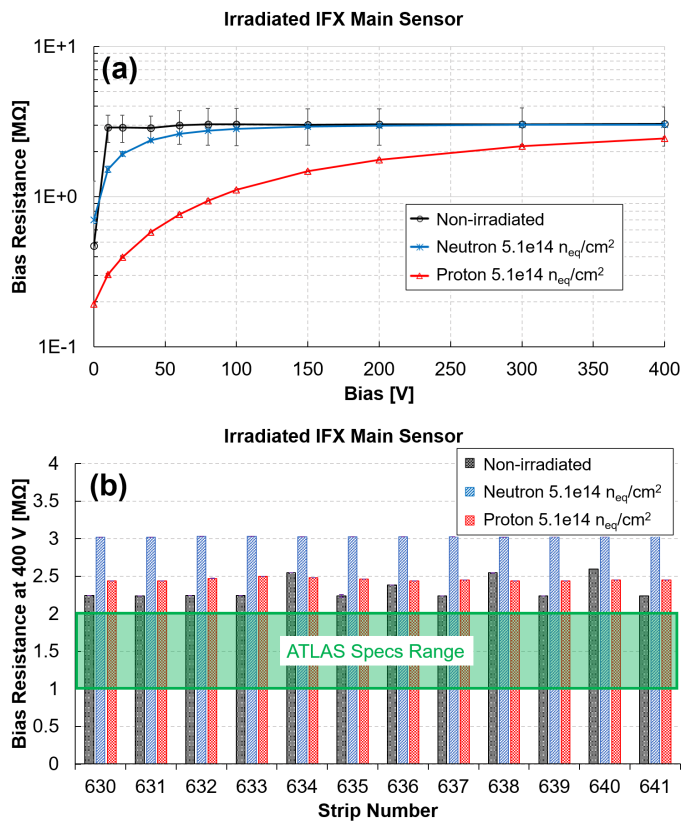 Irradiated IFX Main Sensor
(a)
Bias Resistance [MΩ]
1E+1
1E+0
1E-1
Non-irradiated
Neutron 5.1e14 neq/cm2
Proton 5.1e14 neq/cm2
0 50 100 150 200 250 300 350 400
Bias [V]
Irradiated IFX Main Sensor
(b)
Bias Resistance at 400 V [MΩ]
4
3.5
3
2.5
2
1.5
1
0.5
0
Non-irradiated
Neutron 5.1e14 neq/cm2
Proton 5.1e14 neq/cm2
ATLAS Specs Range
630 631 632 633 634 635 636 637 638 639 640 641
Strip Number